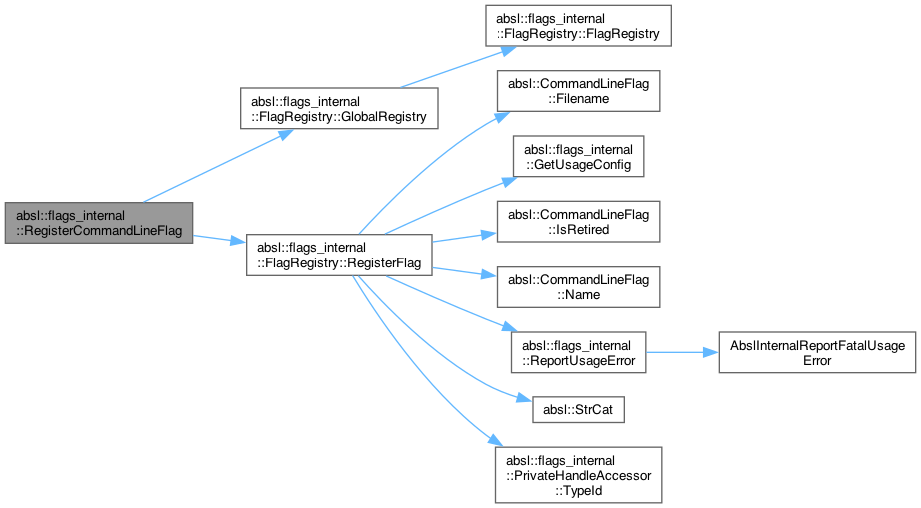 absl::flags_internal
::FlagRegistry::FlagRegistry
absl::CommandLineFlag
::Filename
absl::flags_internal
::FlagRegistry::GlobalRegistry
absl::flags_internal
::GetUsageConfig
absl::flags_internal
::RegisterCommandLineFlag
absl::CommandLineFlag
::IsRetired
absl::flags_internal
::FlagRegistry::RegisterFlag
absl::CommandLineFlag
::Name
absl::flags_internal
::ReportUsageError
AbslInternalReportFatalUsage
Error
absl::StrCat
absl::flags_internal
::PrivateHandleAccessor
::TypeId